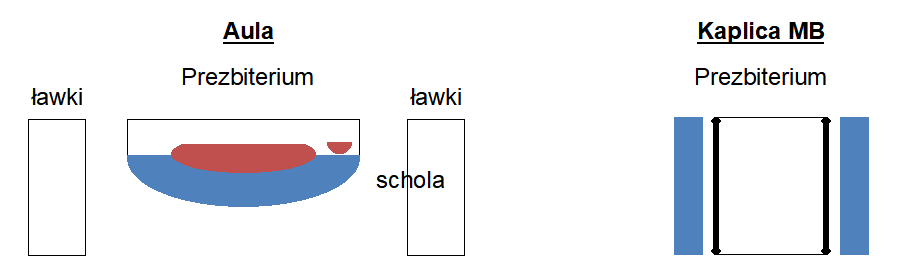 Aula
Prezbiterium
ławki
ławki
schola
Kaplica MB
Prezbiterium